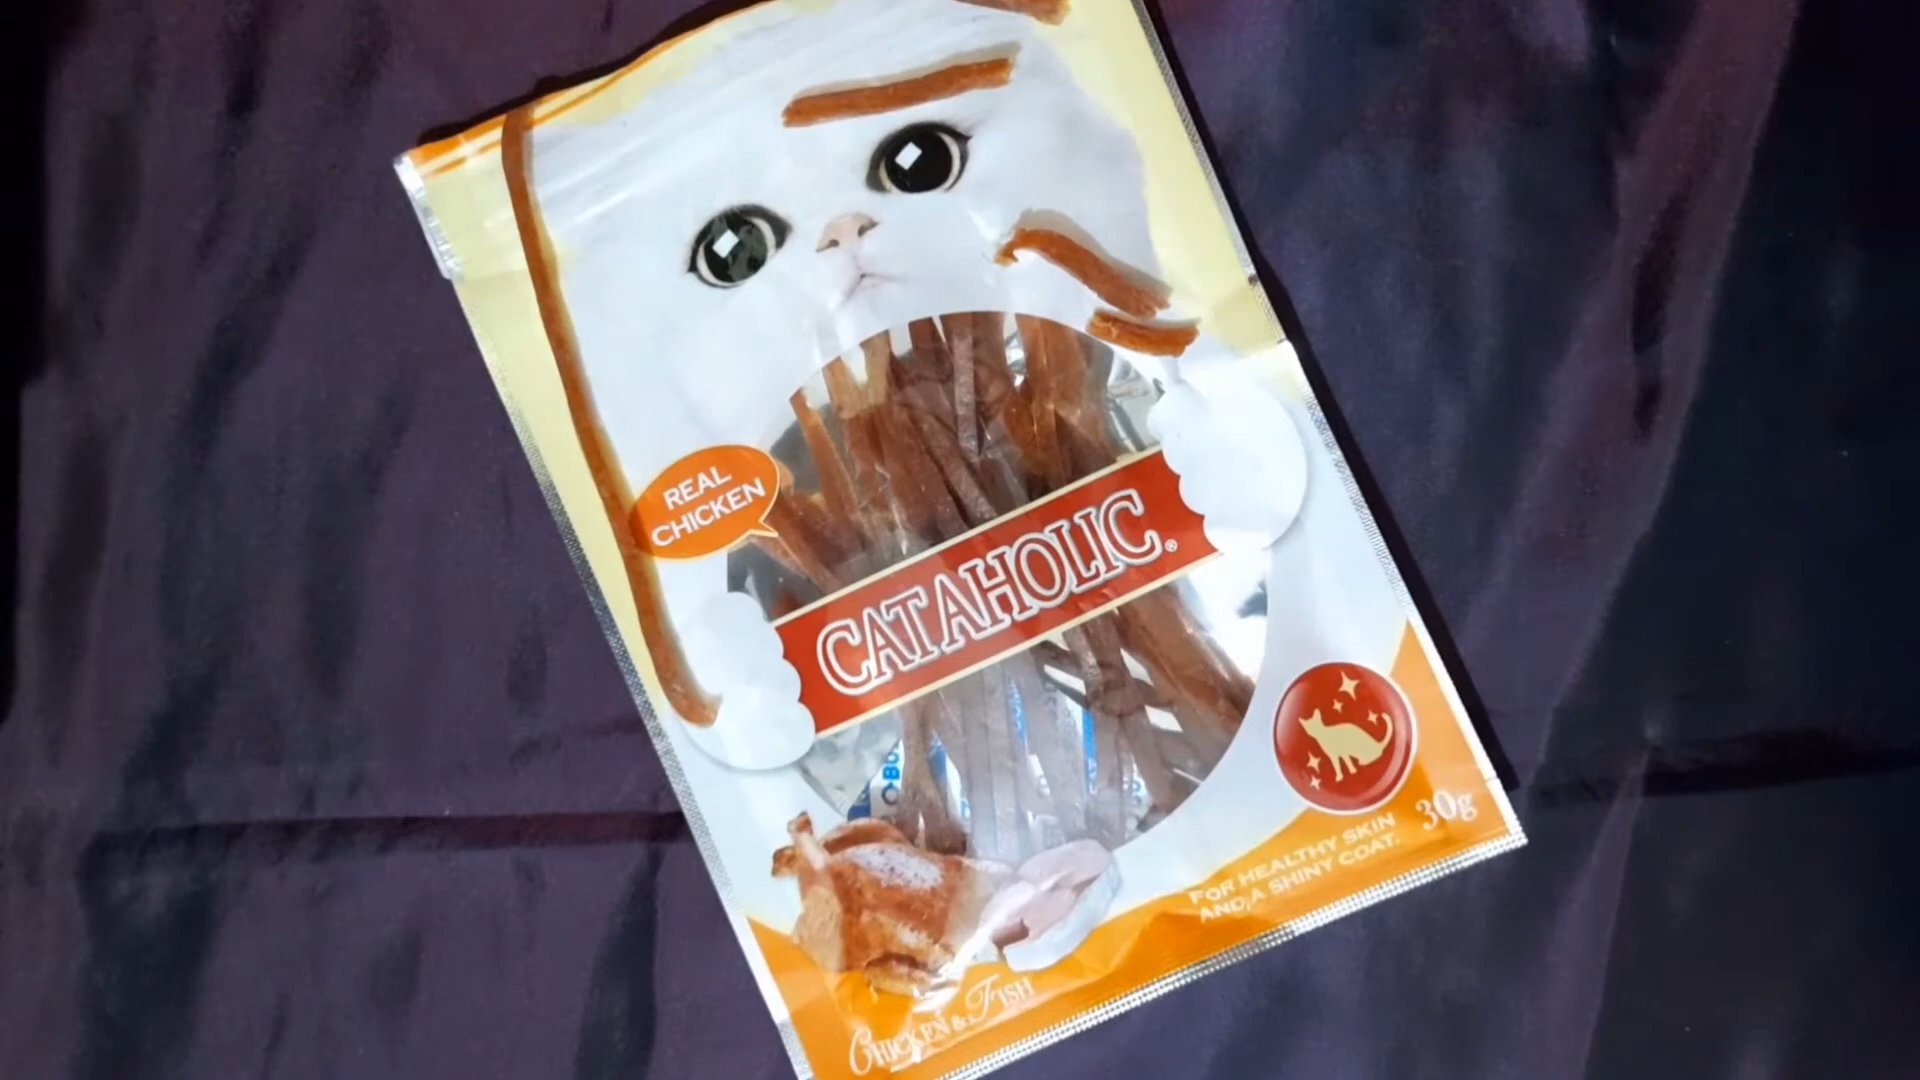 REAL
CHICKEN
CATAHOLIC®
30g
FOR HEALTHY SKIN
AND A SHINY COAT.
CHICKEN & FISH